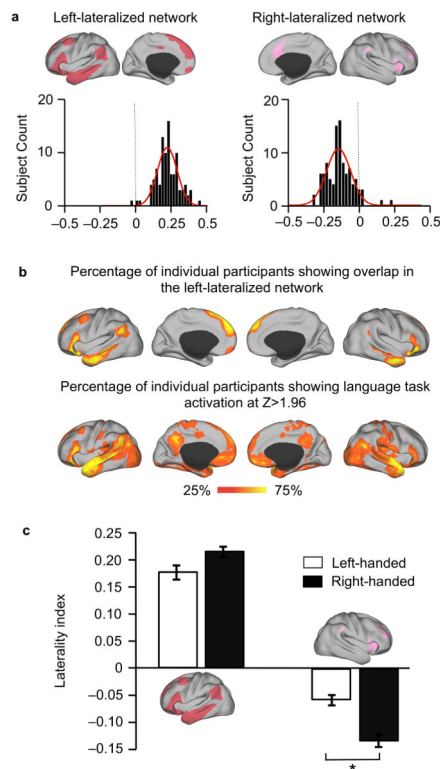 a
Left-lateralized network
Right-lateralized network
Subject Count
20
10
0
−0.5
−0.25
0
0.25
0.5
Subject Count
20
10
0
−0.50
−0.25
0
0.25
0.5
b
Percentage of individual participants showing overlap in
the left-lateralized network
Percentage of individual participants showing language task
activation at Z>1.96
25%
75%
c
Laterality index
0.25
0.20
0.15
0.10
0.05
0
−0.05
−0.10
−0.15
Left-handed
Right-handed
*